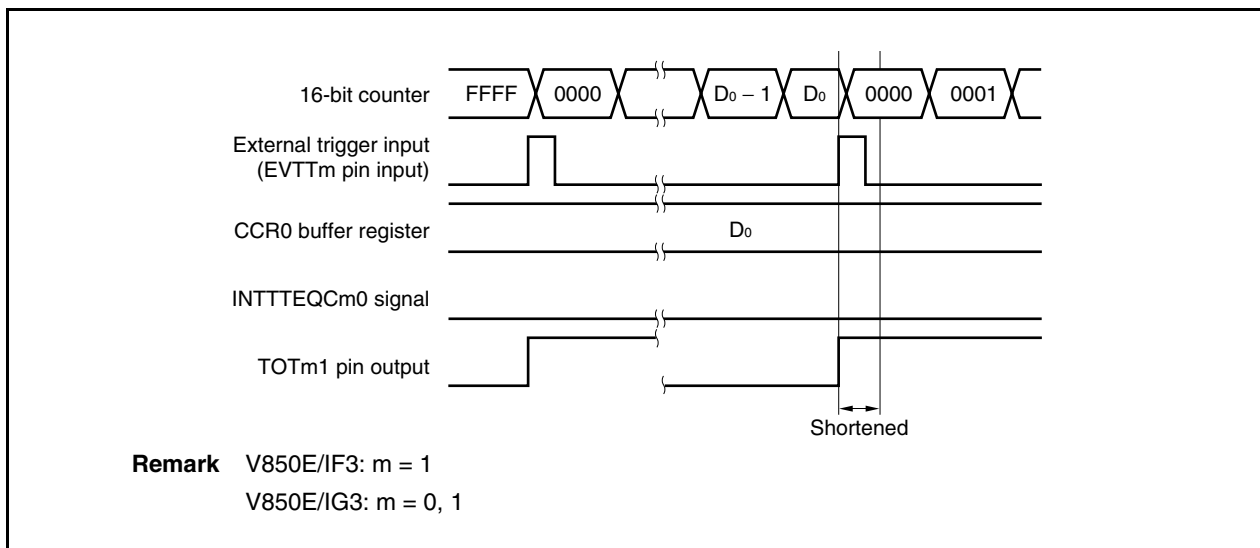 16-bit counter FFFF 0000 D0 − 1 D0 0000 0001
External trigger input
(EVTTm pin input)
CCR0 buffer register D0
INTTTEQCm0 signal
TOTm1 pin output
Shortened
Remark V850E/IF3: m = 1
V850E/IG3: m = 0, 1